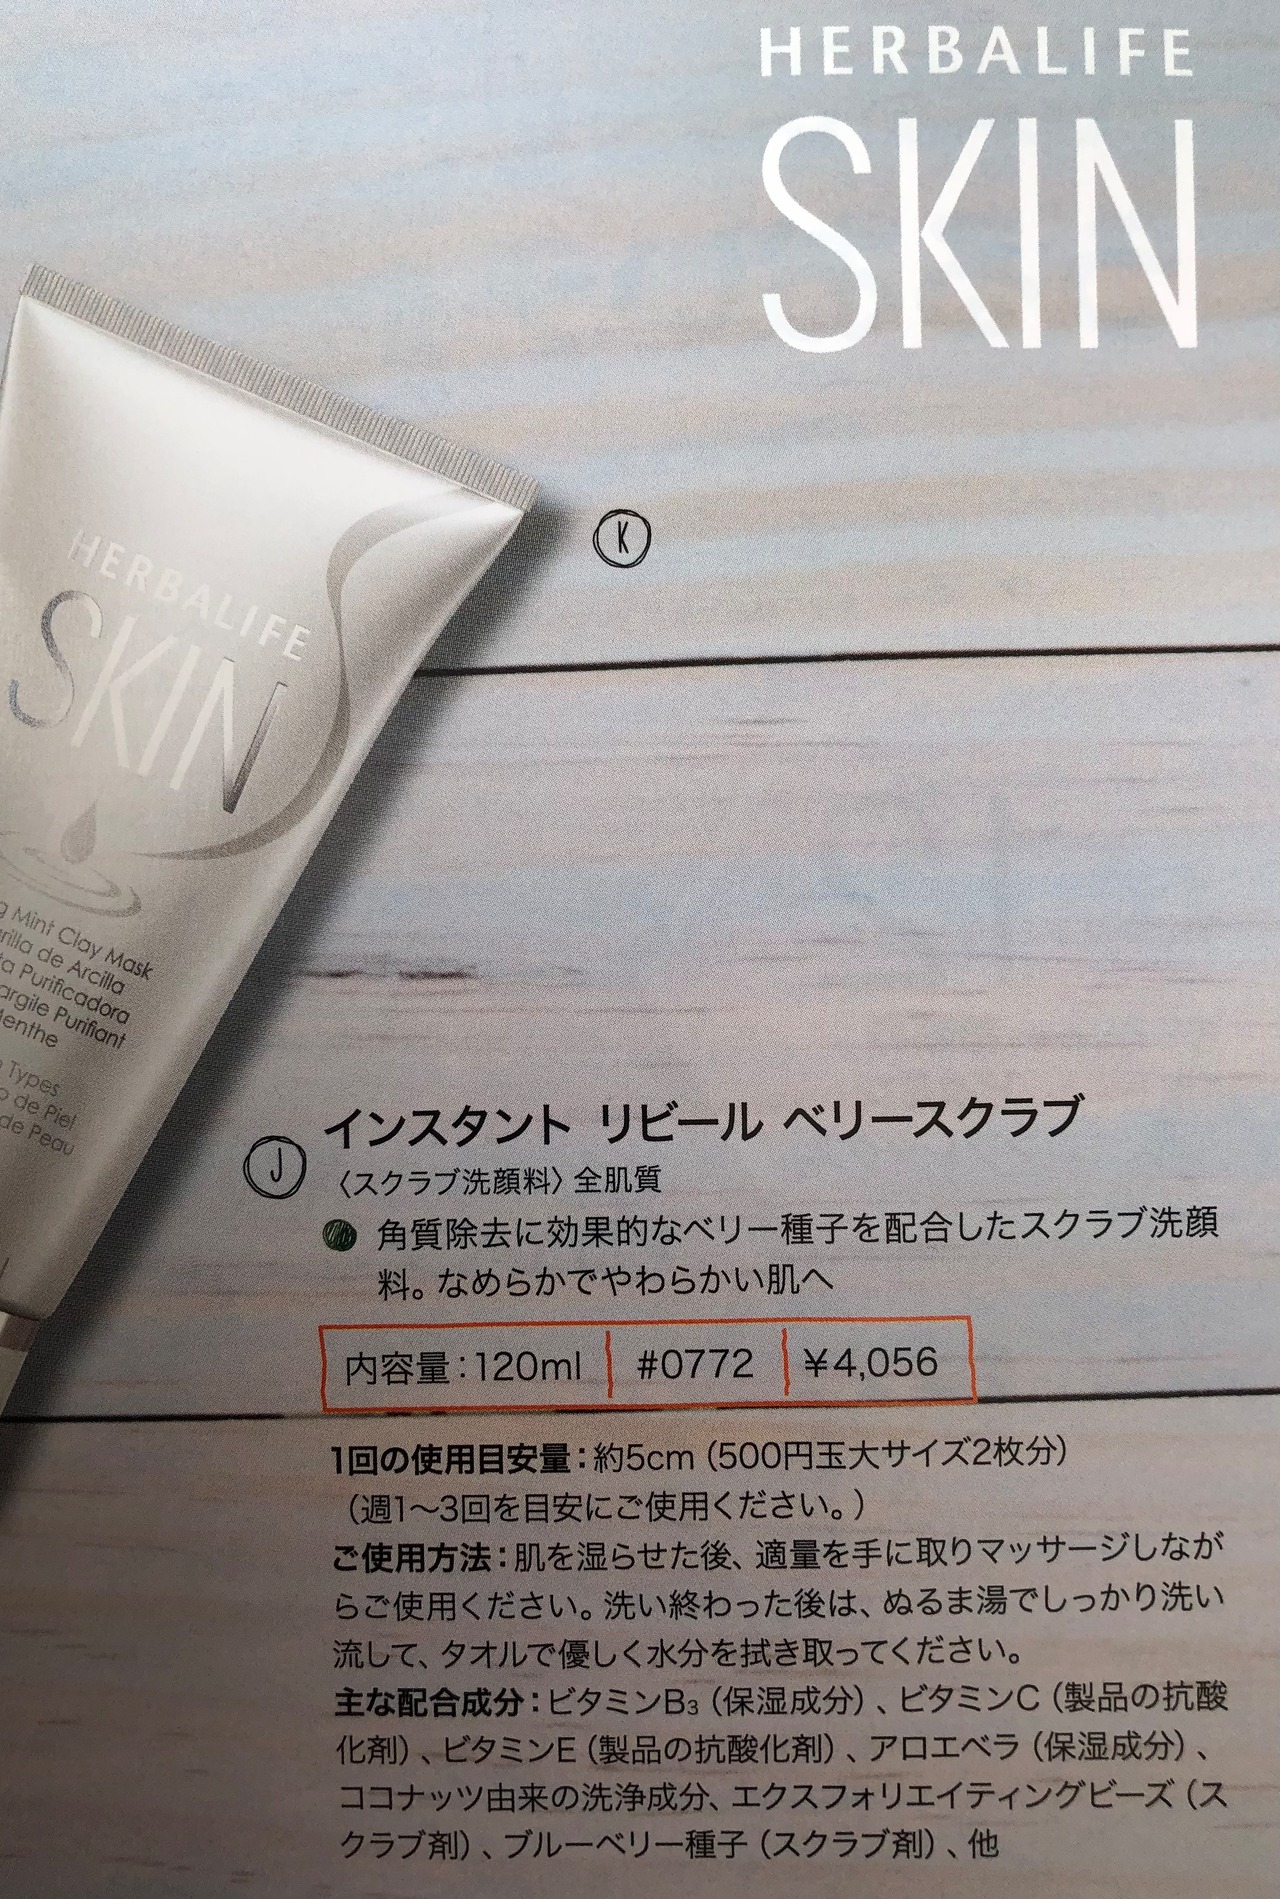 HERBALIFE
SKIN
K
HERBALIFE
SKIN
Mint Clay Mask
de Arcilla
Purificadora
Purifiant
Types
de Piel
de Peau
J
インスタント リビール ベリースクラブ
〈スクラブ洗顔料〉全肌質
角質除去に効果的なベリー種子を配合したスクラブ洗顔
料。なめらかでやわらかい肌へ
内容量：120ml #0772 ¥4,056
1回の使用目安量：約5cm（500円玉大サイズ2枚分）
（週1〜3回を目安にご使用ください。）
ご使用方法：肌を湿らせた後、適量を手に取りマッサージしなが
らご使用ください。洗い終わった後は、ぬるま湯でしっかり洗い
流して、タオルで優しく水分を拭き取ってください。
主な配合成分：ビタミンB₃（保湿成分）、ビタミンC（製品の抗酸
化剤）、ビタミンE（製品の抗酸化剤）、アロエベラ（保湿成分）、
ココナッツ由来の洗浄成分、エクスフォリエイティングビーズ（ス
クラブ剤）、ブルーベリー種子（スクラブ剤）、他